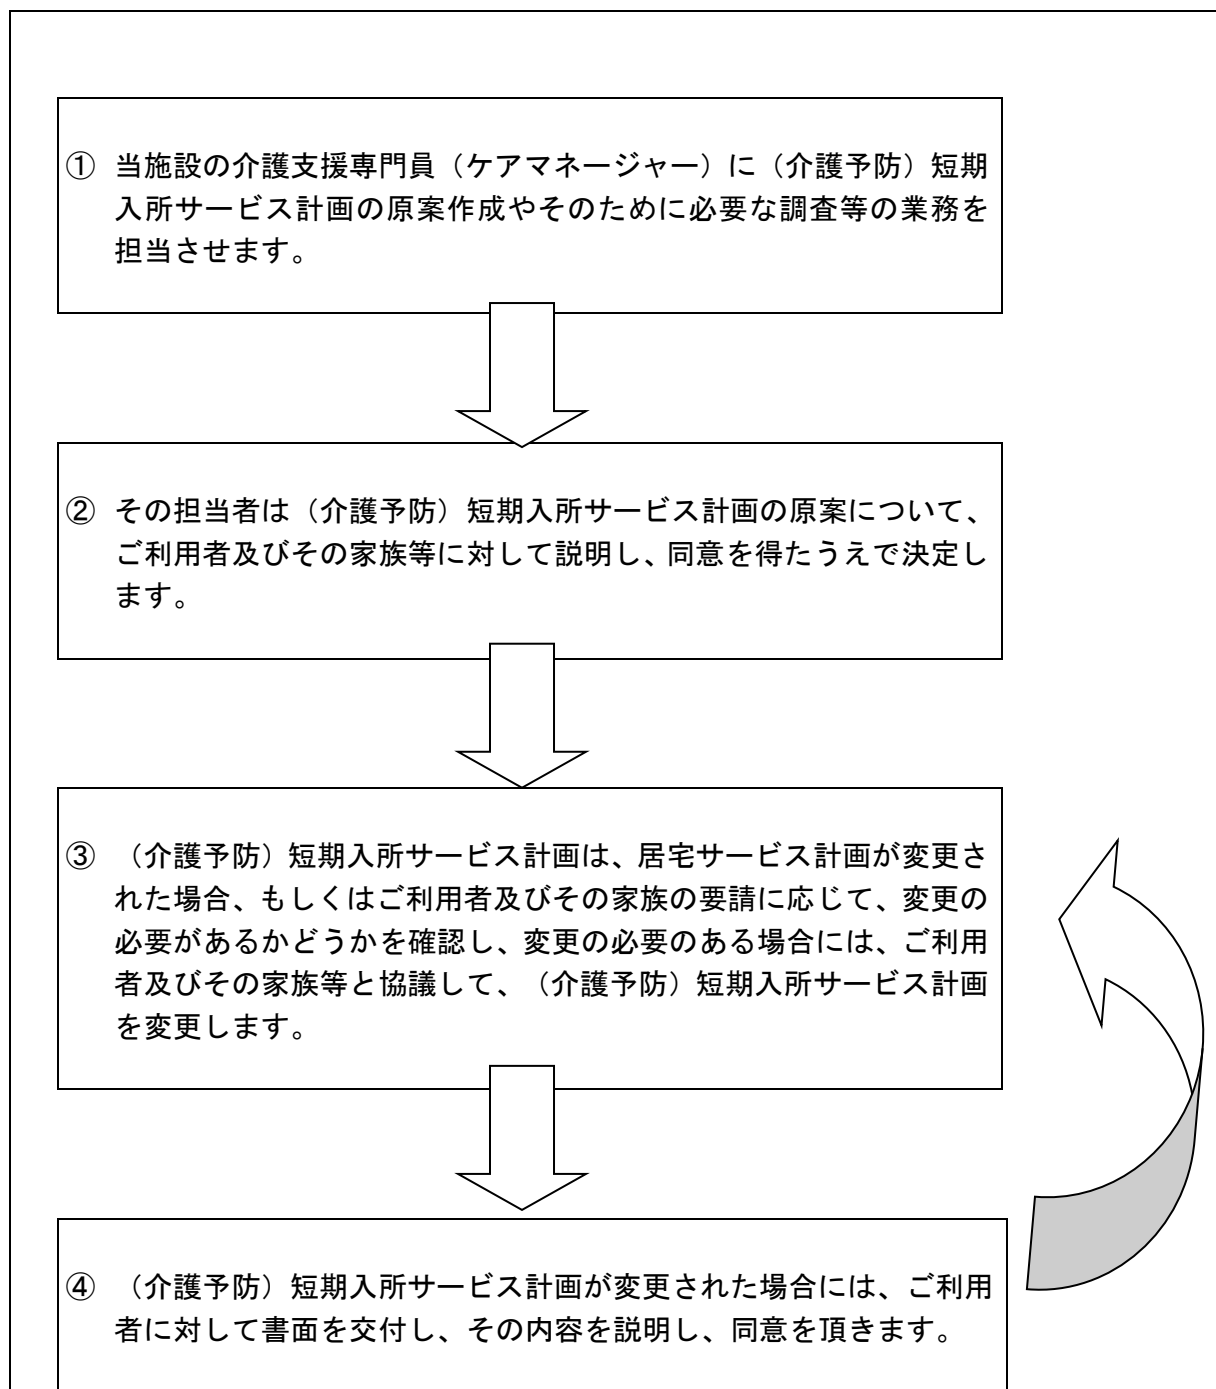 ① 当施設の介護支援専門員（ケアマネージャー）に（介護予防）短期
入所サービス計画の原案作成やそのために必要な調査等の業務を
担当させます。
② その担当者は（介護予防）短期入所サービス計画の原案について、
ご利用者及びその家族等に対して説明し、同意を得たうえで決定し
ます。
③ （介護予防）短期入所サービス計画は、居宅サービス計画が変更さ
れた場合、もしくはご利用者及びその家族の要請に応じて、変更の
必要があるかどうかを確認し、変更の必要のある場合には、ご利用
者及びその家族等と協議して、（介護予防）短期入所サービス計画
を変更します。
④ （介護予防）短期入所サービス計画が変更された場合には、ご利用
者に対して書面を交付し、その内容を説明し、同意を頂きます。